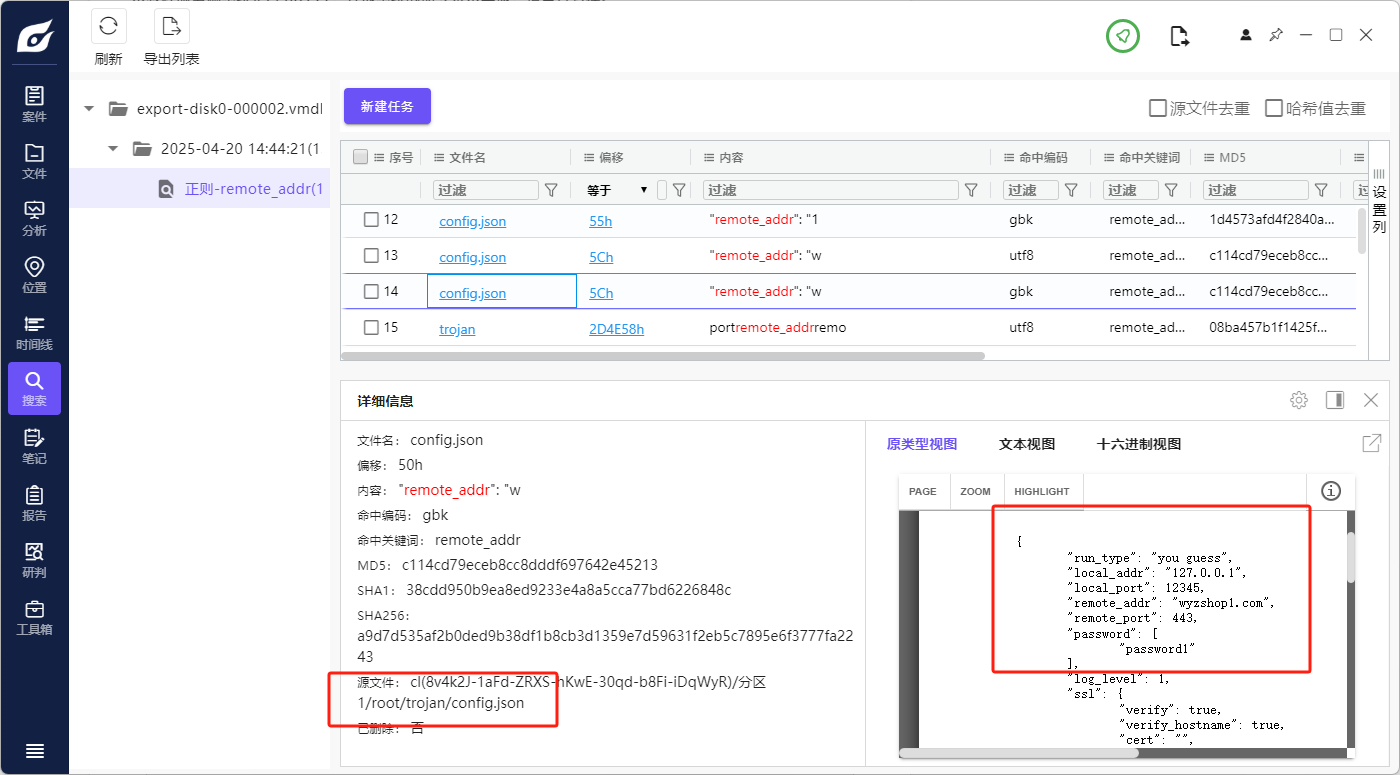 刷新
导出列表
案件
文件
分析
位置
时间线
搜索
笔记
报告
研判
工具箱
export-disk0-000002.vmdl
2025-04-20 14:44:21(1
正则-remote_addr(1
新建任务
源文件去重
哈希值去重
序号 文件名 偏移 内容 命中编码 命中关键词 MD5
过滤 等于 过滤 过滤 过滤 过滤
设置列
12 config.json 55h "remote_addr": "1 gbk remote_ad... 1d4573afd4f2840a...
13 config.json 5Ch "remote_addr": "w utf8 remote_ad... c114cd79eceb8cc...
14 config.json 5Ch "remote_addr": "w gbk remote_ad... c114cd79eceb8cc...
15 trojan 2D4E58h portremote_addrremo utf8 remote_ad... 08ba457b1f1425f...
详细信息
文件名: config.json
偏移: 50h
内容: "remote_addr": "w
命中编码: gbk
命中关键词: remote_addr
MD5: c114cd79eceb8cc8dddf697642e45213
SHA1: 38cdd950b9ea8ed9233e4a8a5cca77bd6226848c
SHA256:
a9d7d535af2b0ded9b38df1b8cb3d1359e7d59631f2eb5c7895e6f3777fa22
43
源文件: cl(8v4k2J-1aFd-ZRXS-hKwE-30qd-b8Fi-iDqWyR)/分区
1/root/trojan/config.json
已删除: 否
原类型视图 文本视图 十六进制视图
PAGE ZOOM HIGHLIGHT
{
"run_type": "you guess",
"local_addr": "127.0.0.1",
"local_port": 12345,
"remote_addr": "wyzshop1.com",
"remote_port": 443,
"password": [
"password1"
],
"log_level": 1,
"ssl": {
"verify": true,
"verify_hostname": true,
"cert": "",